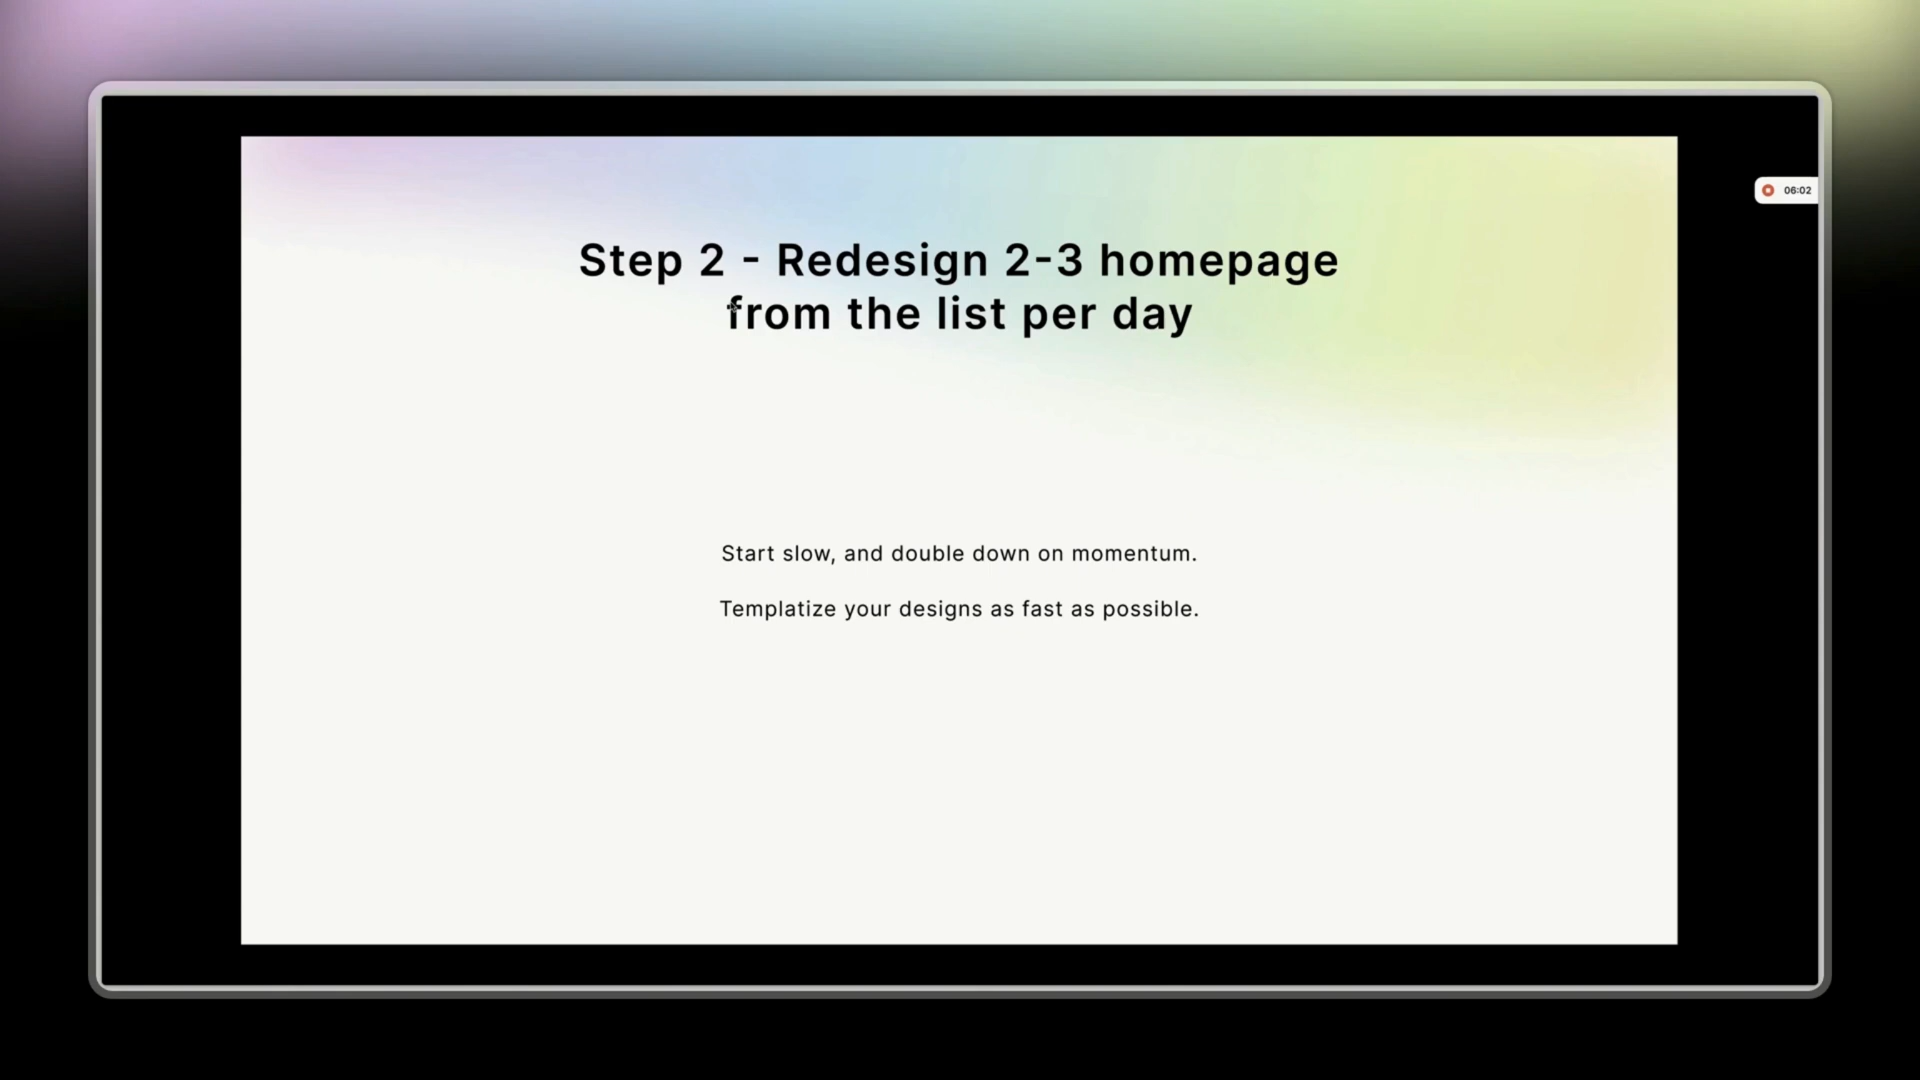 06:02
Step 2 - Redesign 2-3 homepage
from the list per day
Start slow, and double down on momentum.
Templatize your designs as fast as possible.